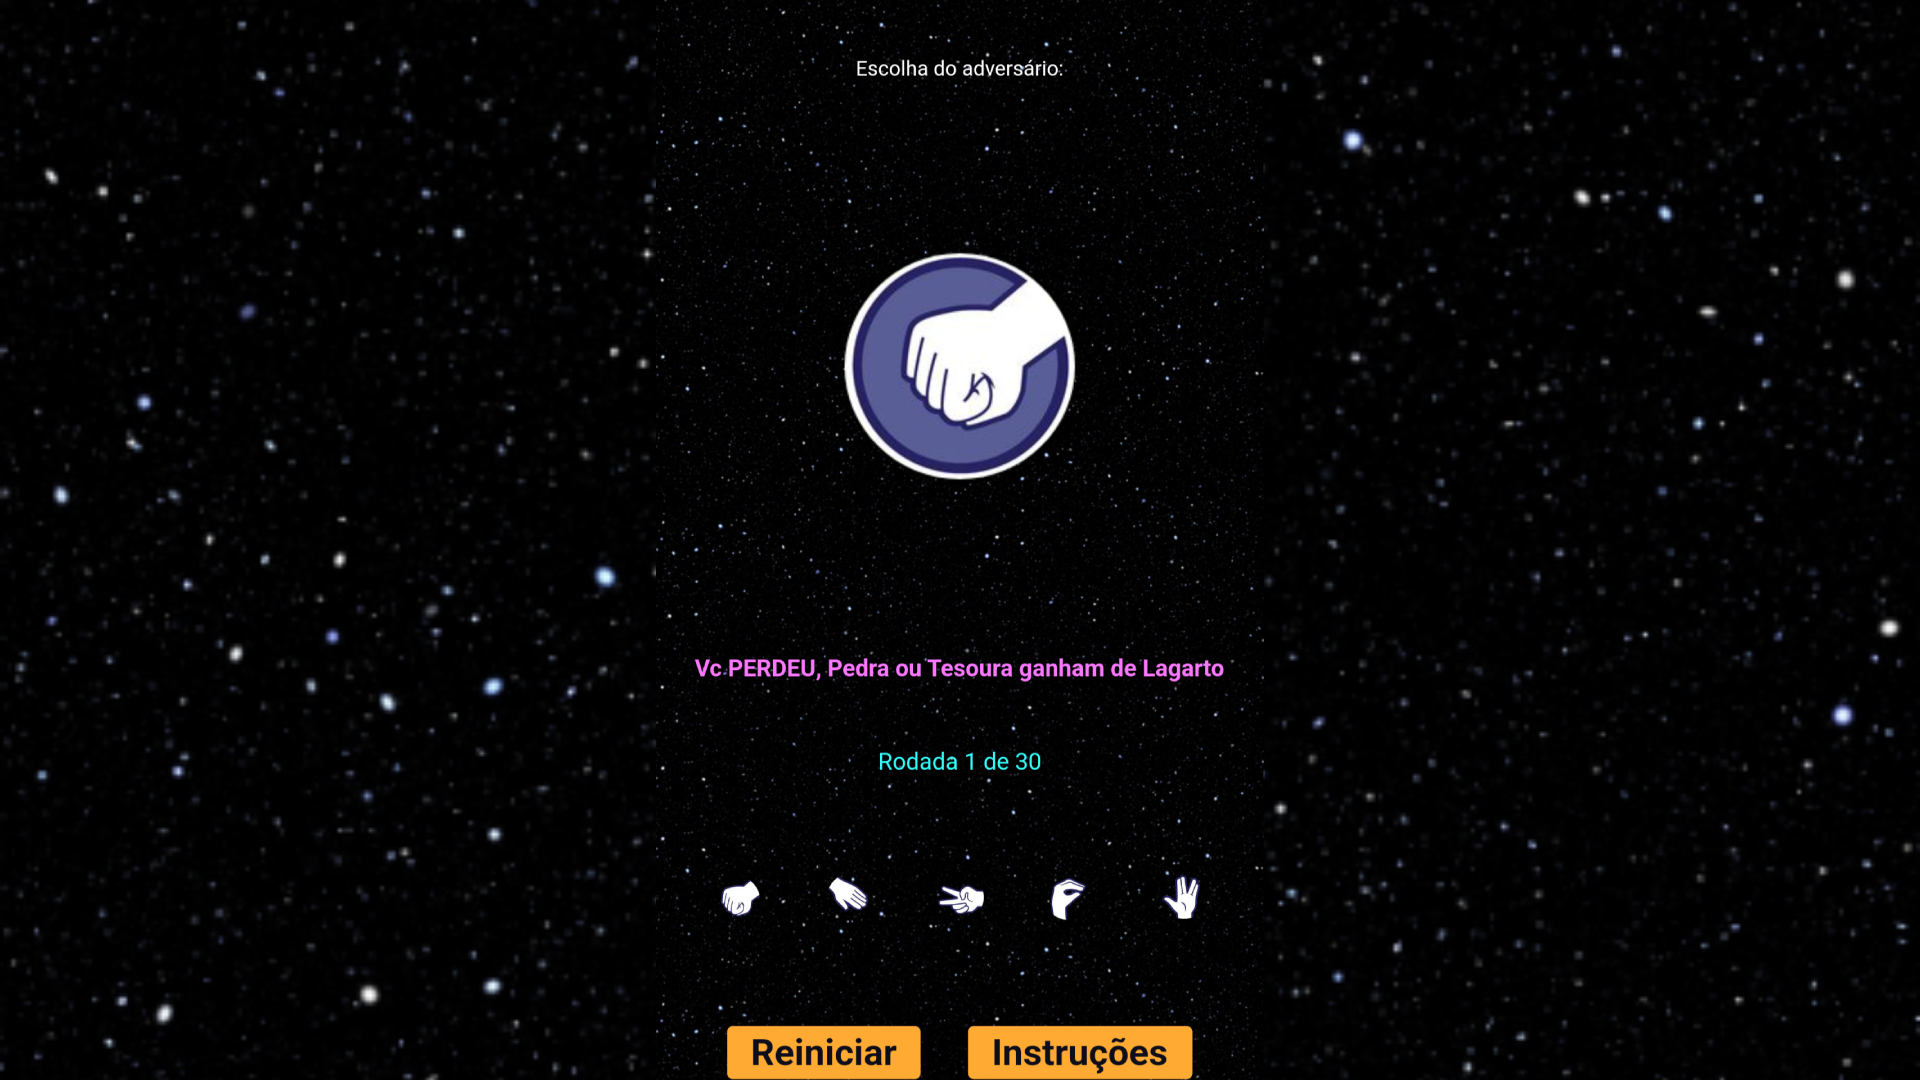 Escolha do adversário:
Vc PERDEU, Pedra ou Tesoura ganham de Lagarto
Rodada 1 de 30
Reiniciar
Instruções